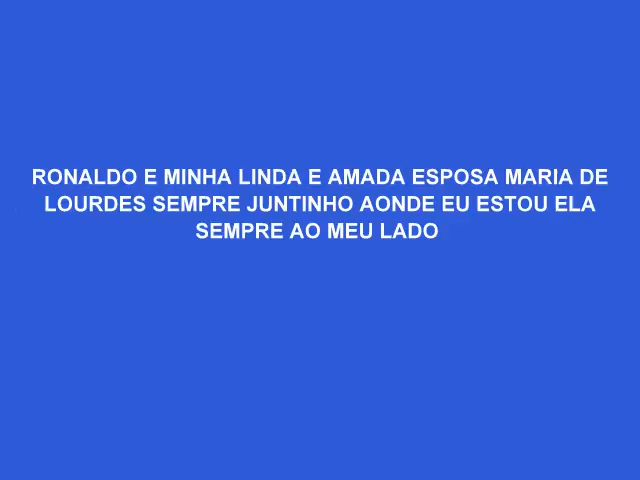 RONALDO E MINHA LINDA E AMADA ESPOSA MARIA DE
LOURDES SEMPRE JUNTINHO AONDE EU ESTOU ELA
SEMPRE AO MEU LADO